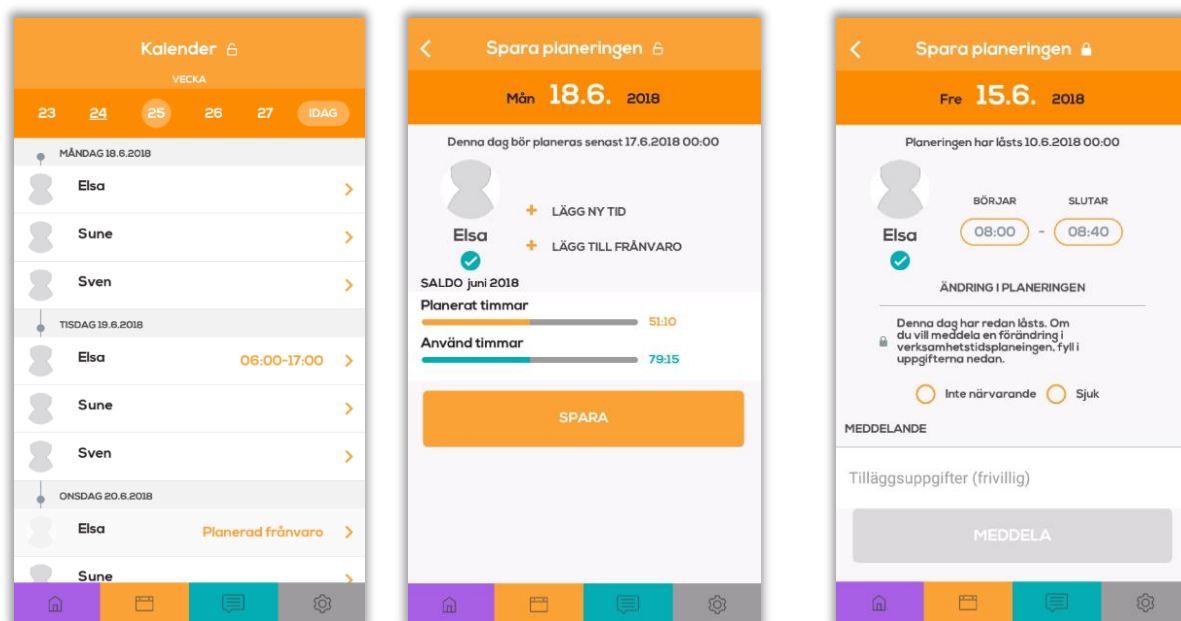 Kalender
VECKA
23 24 25 26 27 IDAG
MÅNDAG 18.6.2018
Elsa
Sune
Sven
TISDAG 19.6.2018
Elsa 06:00-17:00
Sune
Sven
ONSDAG 20.6.2018
Elsa Planerad frånvaro
Sune
Spara planeringen
Mån 18.6. 2018
Denna dag bör planeras senast 17.6.2018 00:00
+ LÄGG NY TID
Elsa
+ LÄGG TILL FRÅNVARO
SALDO juni 2018
Planerat timmar
51:10
Använd timmar
79:15
SPARA
Spara planeringen
Fre 15.6. 2018
Planeringen har låsts 10.6.2018 00:00
BÖRJAR SLUTAR
Elsa 08:00 - 08:40
ÄNDRING I PLANERINGEN
Denna dag har redan låsts. Om
du vill meddela en förändring i
verksamhetstidsplaneingen, fyll i
uppgifterna nedan.
Inte närvarande Sjuk
MEDDELANDE
Tilläggsuppgifter (frivillig)
MEDDELA